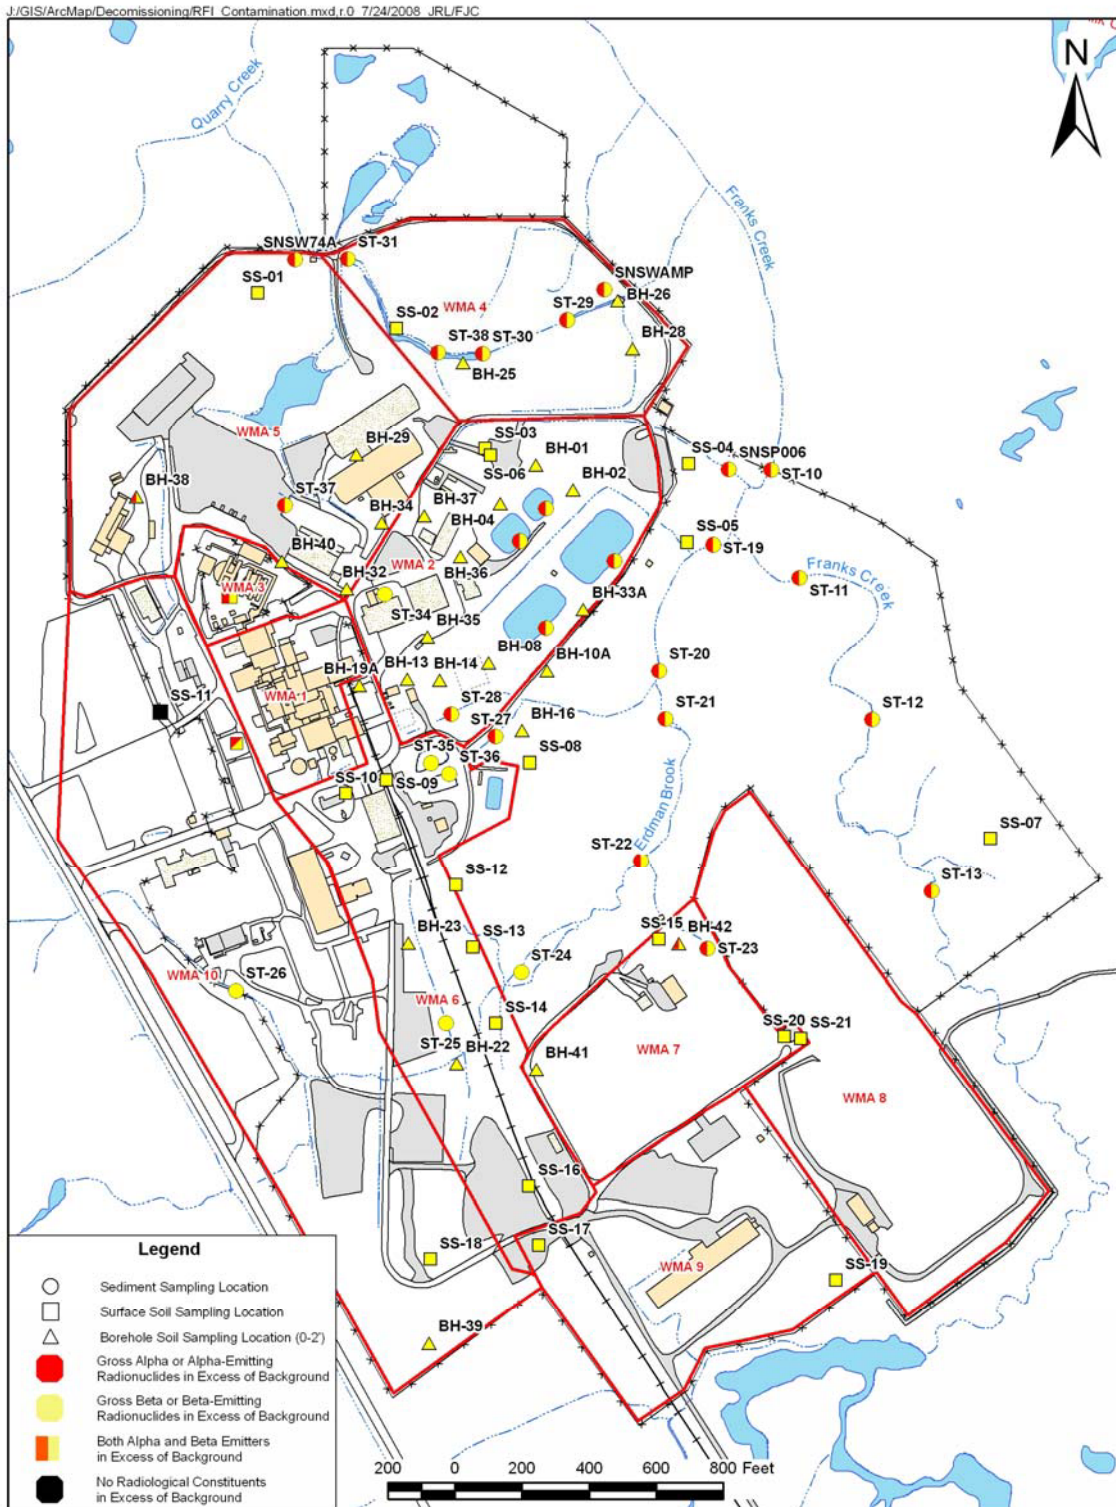 J:/GIS/ArcMap/Decomissioning/RFI_Contamination.mxd,r.0 7/24/2008 JRL/FJC
N
Quarry Creek
Franks Creek
SNSW74A
ST-31
SS-01
SNSWAMP
BH-26
ST-29
SS-02
WMA 4
ST-38
ST-30
BH-28
BH-25
WMA 5
BH-29
SS-03
SS-06
BH-01
BH-02
SS-04
SNSP006
ST-10
BH-38
ST-37
BH-34
BH-37
BH-04
SS-05
ST-19
BH-40
WMA 2
BH-36
Franks Creek
ST-11
WMA 3
BH-32
ST-34
BH-35
BH-33A
BH-08
BH-10A
BH-19A
BH-13
BH-14
ST-20
SS-11
WMA 1
ST-28
ST-27
BH-16
ST-21
ST-12
ST-35
ST-36
SS-08
SS-10
SS-09
Erdman Brook
SS-07
ST-22
ST-13
SS-12
BH-23
SS-13
SS-15
BH-42
ST-23
WMA 10
ST-26
ST-24
WMA 6
SS-14
SS-20
SS-21
ST-25
BH-22
BH-41
WMA 7
WMA 8
SS-16
SS-18
SS-17
WMA 9
SS-19
BH-39
Legend
Sediment Sampling Location
Surface Soil Sampling Location
Borehole Soil Sampling Location (0-2')
Gross Alpha or Alpha-Emitting
Radionuclides in Excess of Background
Gross Beta or Beta-Emitting
Radionuclides in Excess of Background
Both Alpha and Beta Emitters
in Excess of Background
No Radiological Constituents
in Excess of Background
200 0 200 400 600 800 Feet